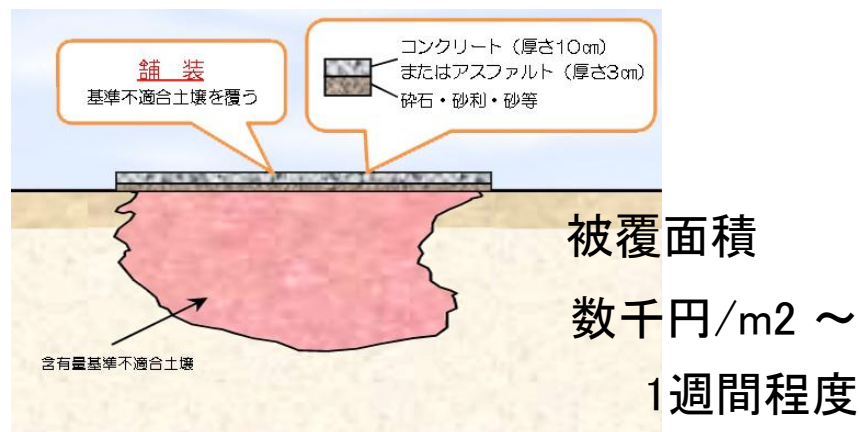 舗　装
基準不適合土壌を覆う
コンクリート（厚さ10㎝）
またはアスファルト（厚さ3㎝）
砕石・砂利・砂等
含有量基準不適合土壌
被覆面積
数千円/m2 ～
1週間程度